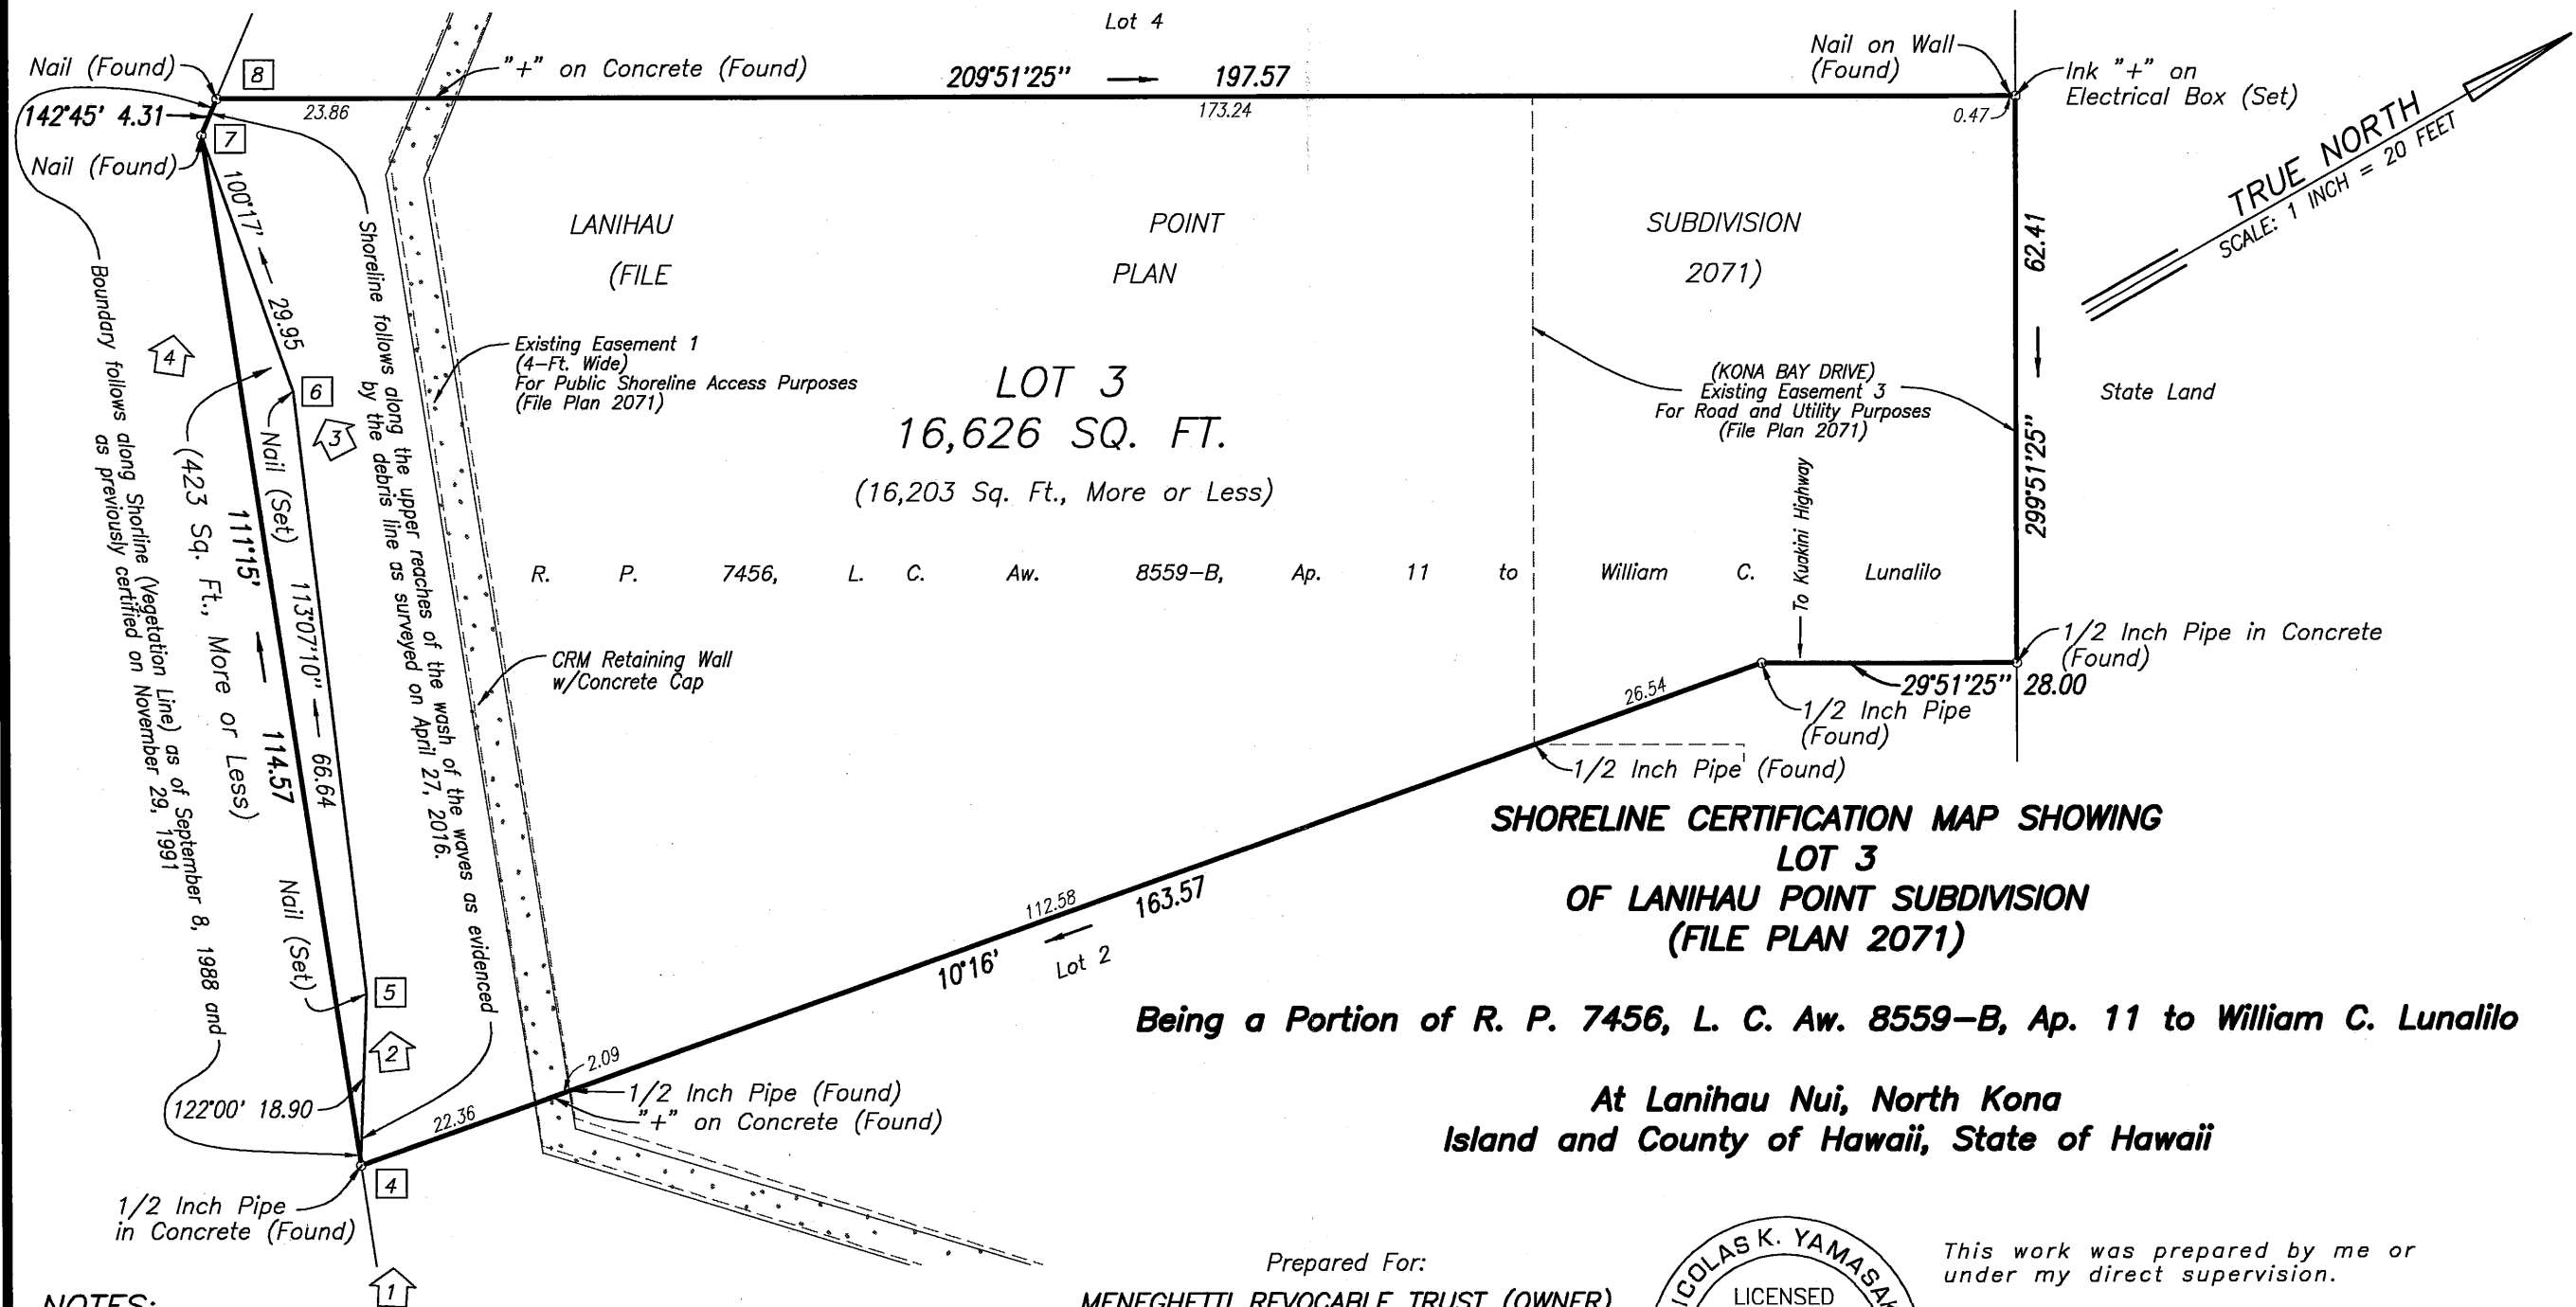 Lot 4
Nail (Found)
8
"+" on Concrete (Found)
209°51'25" 197.57
Nail on Wall
(Found)
Ink "+" on
Electrical Box (Set)
142°45' 4.31
23.86
173.24
0.47
7
Nail (Found)
TRUE NORTH
SCALE: 1 INCH = 20 FEET
100°17' 29.95
LANIHAU POINT SUBDIVISION
(FILE PLAN 2071)
62.41
299°51'25"
State Land
4
Existing Easement 1
(4-Ft. Wide)
For Public Shoreline Access Purposes
(File Plan 2071)
LOT 3
16,626 SQ. FT.
(16,203 Sq. Ft., More or Less)
(KONA BAY DRIVE)
Existing Easement 3
For Road and Utility Purposes
(File Plan 2071)
To Kuakini Highway
6
3
Nail (Set)
Boundary follows along Shorline (Vegetation Line) as of September 8, 1988 and
as previously certified on November 29, 1991
(423 Sq. Ft., More or Less)
111°15' 114.57
113°07'10" 66.64
Shoreline follows along the upper reaches of the wash of the waves as evidenced
by the debris line as surveyed on April 27, 2016.
R. P. 7456, L. C. Aw. 8559-B, Ap. 11 to William C. Lunalilo
CRM Retaining Wall
w/Concrete Cap
1/2 Inch Pipe in Concrete
(Found)
29°51'25" 28.00
26.54
1/2 Inch Pipe
(Found)
1/2 Inch Pipe (Found)
SHORELINE CERTIFICATION MAP SHOWING
LOT 3
OF LANIHAU POINT SUBDIVISION
(FILE PLAN 2071)
Nail (Set)
112.58
163.57
10°16'
Lot 2
5
2
Being a Portion of R. P. 7456, L. C. Aw. 8559-B, Ap. 11 to William C. Lunalilo
2.09
1/2 Inch Pipe (Found)
"+" on Concrete (Found)
122°00' 18.90
22.36
At Lanihau Nui, North Kona
Island and County of Hawaii, State of Hawaii
4
1/2 Inch Pipe
in Concrete (Found)
1
Prepared For:
MENEGHETTI REVOCABLE TRUST (OWNER)
LICENSED
This work was prepared by me or
under my direct supervision.
NOTES: